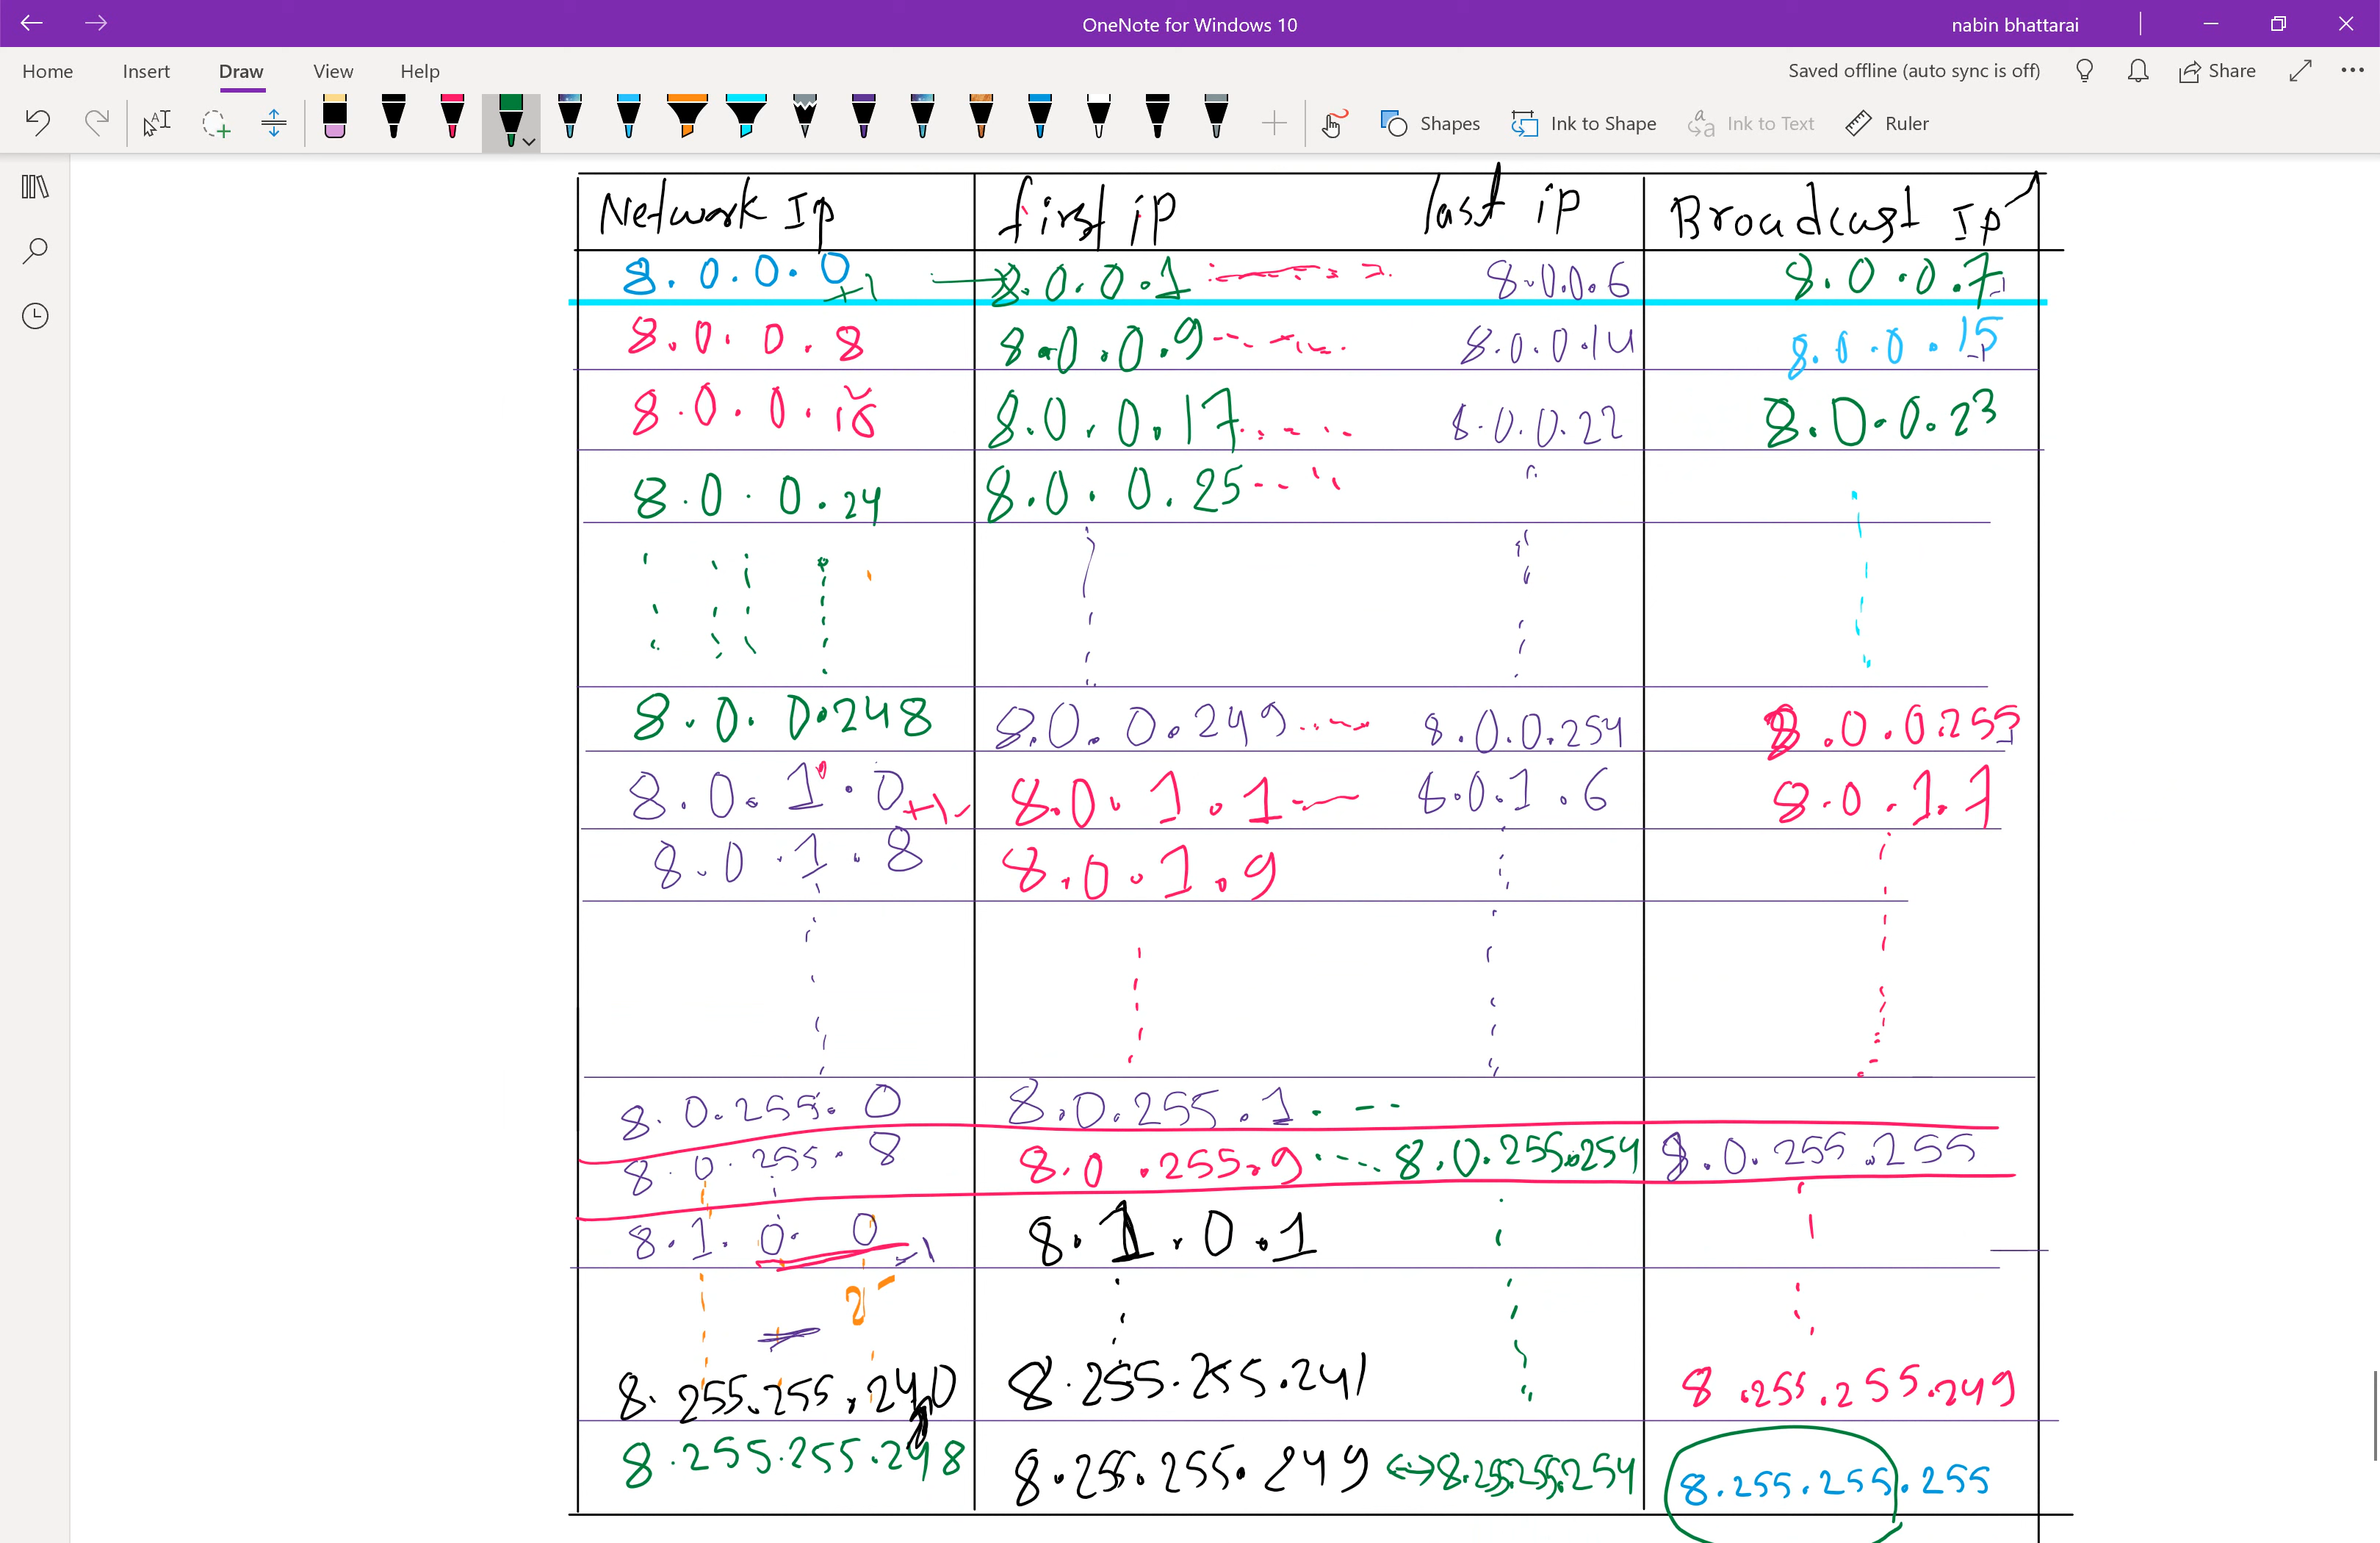 OneNote for Windows 10 nabin bhattarai
Home Insert Draw View Help Saved offline (auto sync is off) Share
Shapes Ink to Shape Ink to Text Ruler
Network Ip first ip last ip Broadcast Ip
8.0.0.0 +1 8.0.0.1 8.0.0.6 8.0.0.7 -1
8.0.0.8 8.0.0.9 8.0.0.14 8.0.0.15 -1
8.0.0.16 8.0.0.17 8.0.0.22 8.0.0.23
8.0.0.24 8.0.0.25
8.0.0.248 8.0.0.249 8.0.0.254 8.0.0.255 -1
8.0.1.0 +1 8.0.1.1 8.0.1.6 8.0.1.7
8.0.1.8 8.0.1.9
8.0.255.0 8.0.255.1
8.0.255.8 8.0.255.9 8.0.255.254 8.0.255.255
8.1.0.0 -1 8.1.0.1
8.255.255.240 8.255.255.241 8.255.255.249
8.255.255.248 8.255.255.249 8.255.255.254 8.255.255.255